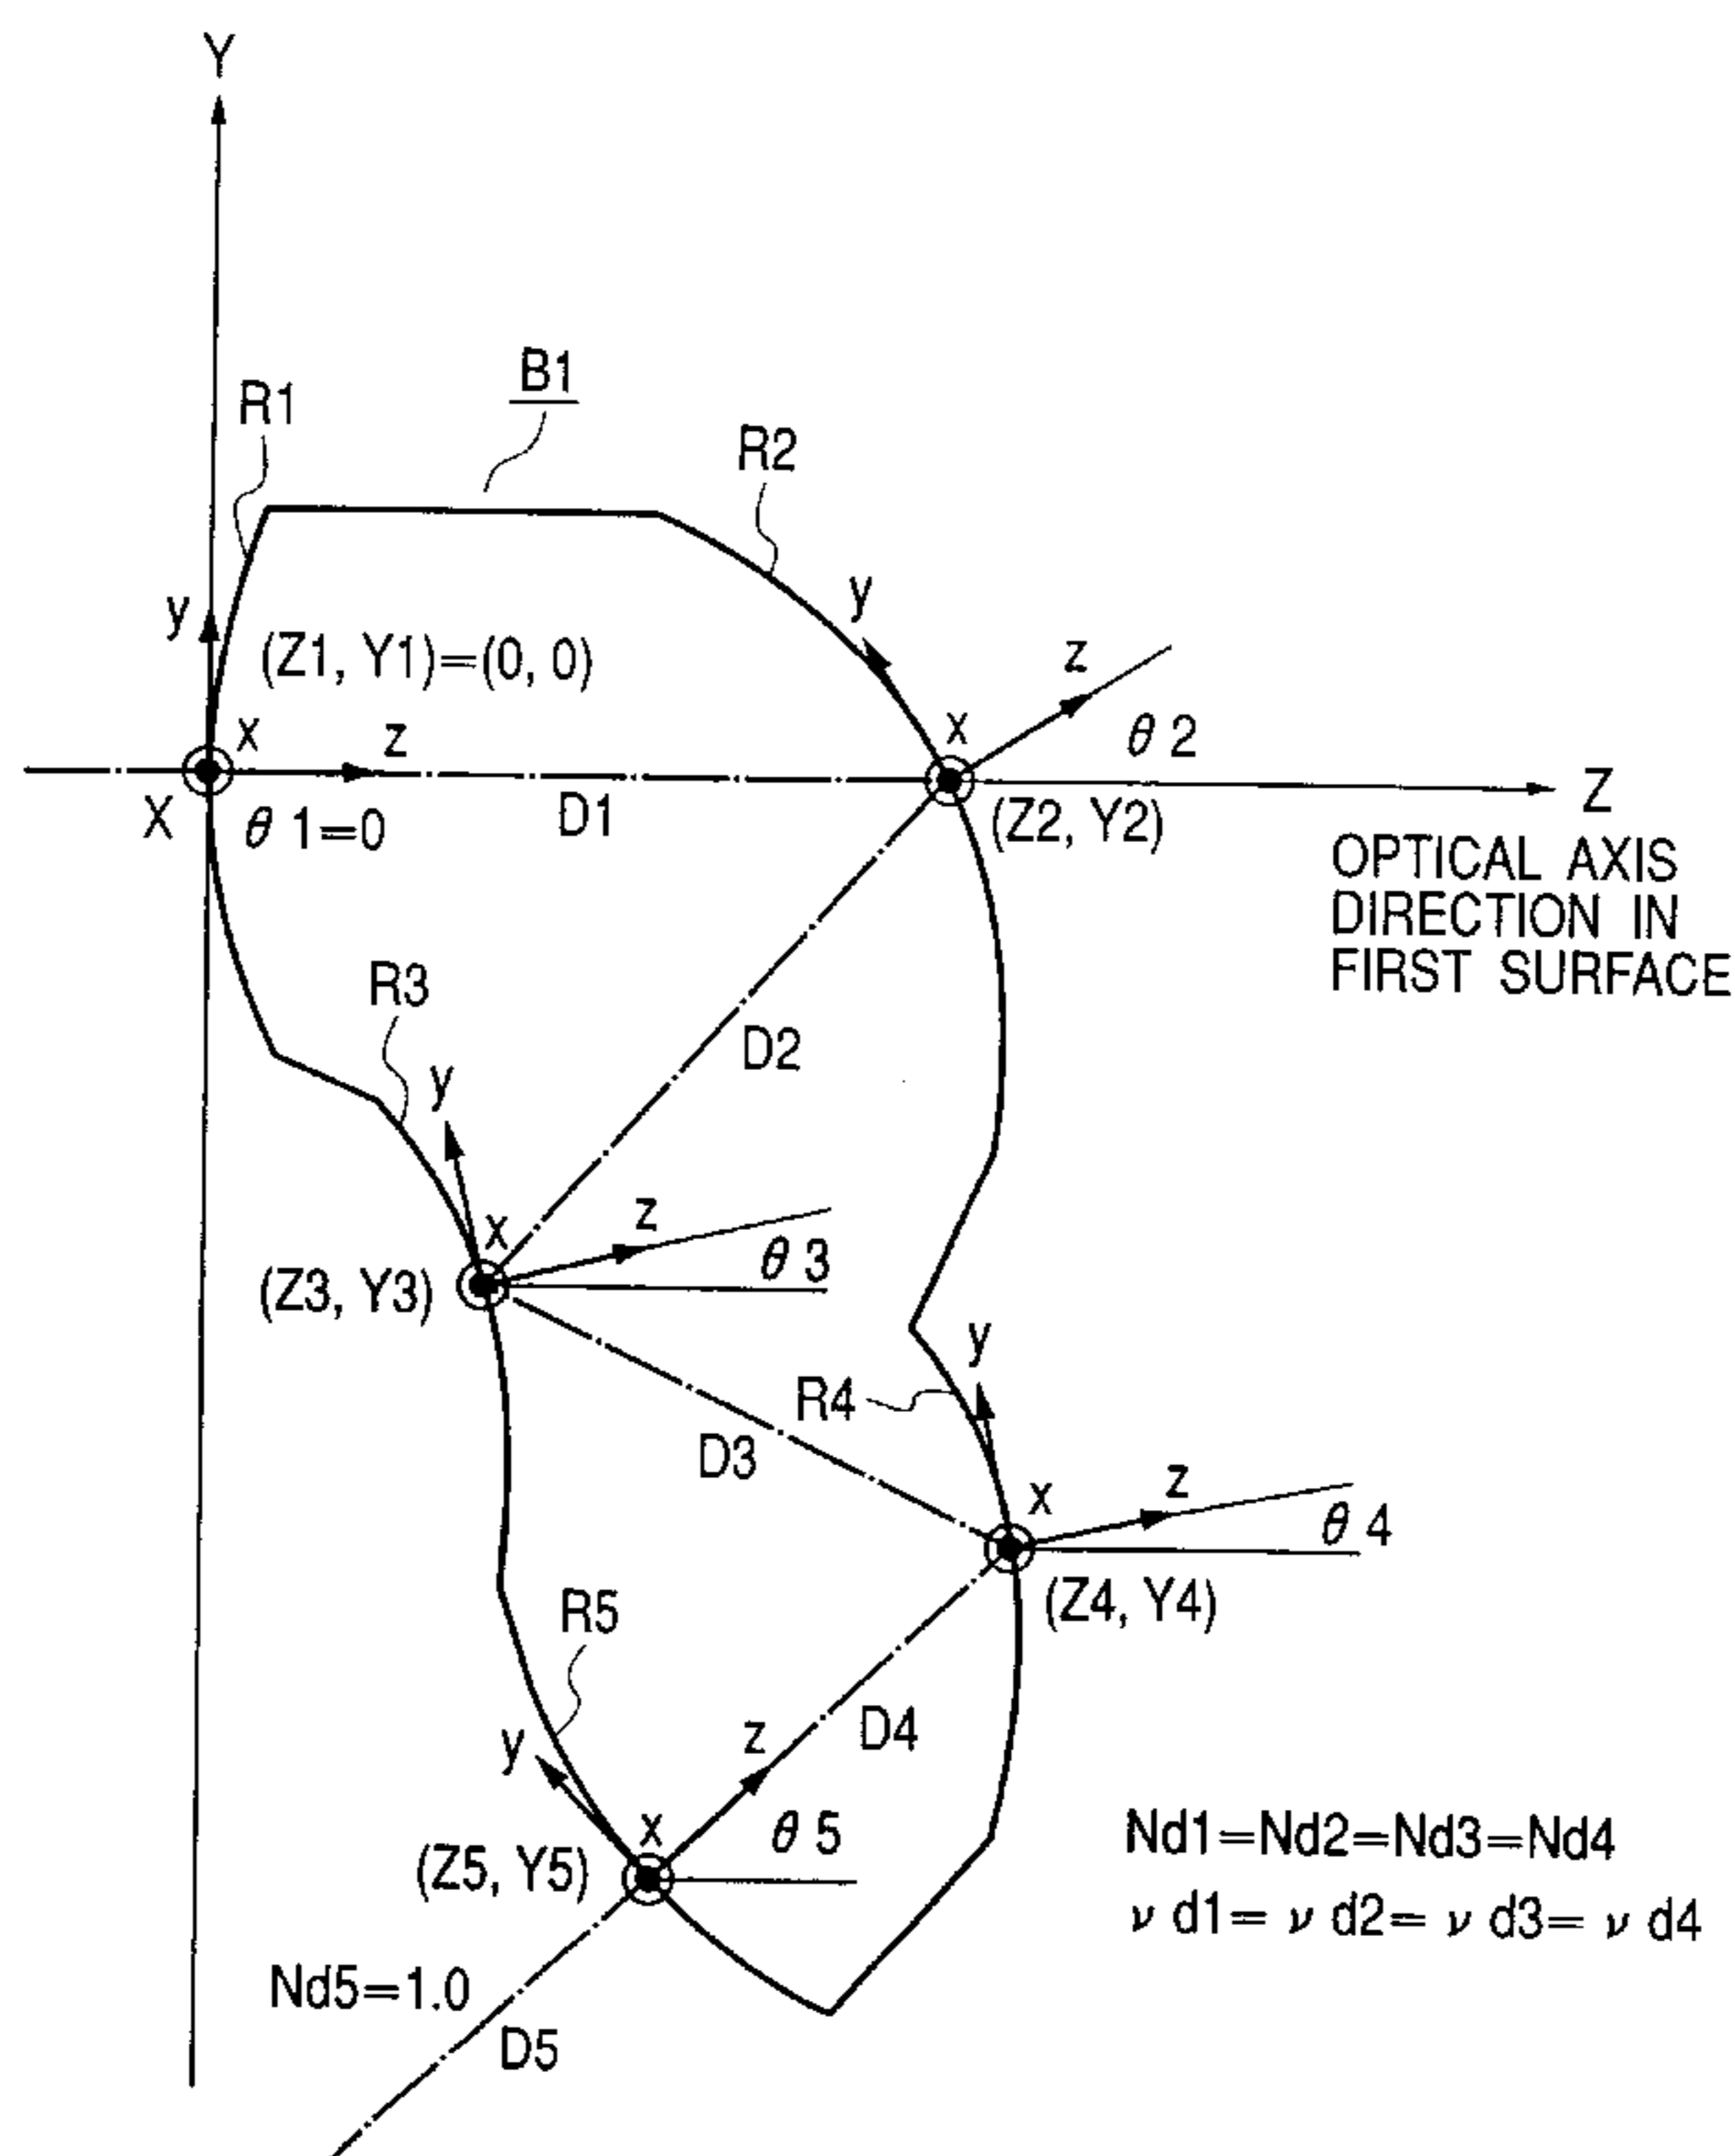 Y
B1
R1
R2
y
y
z
(Z1, Y1)=(0, 0)
x
z
x
θ 2
X
θ 1=0
D1
(Z2, Y2)
Z
OPTICAL AXIS
DIRECTION IN
FIRST SURFACE
R3
D2
y
x
z
θ 3
(Z3, Y3)
y
R4
D3
x
z
θ 4
R5
(Z4, Y4)
y
z
D4
x
θ 5
(Z5, Y5)
Nd1=Nd2=Nd3=Nd4
ν d1= ν d2= ν d3= ν d4
Nd5=1.0
D5